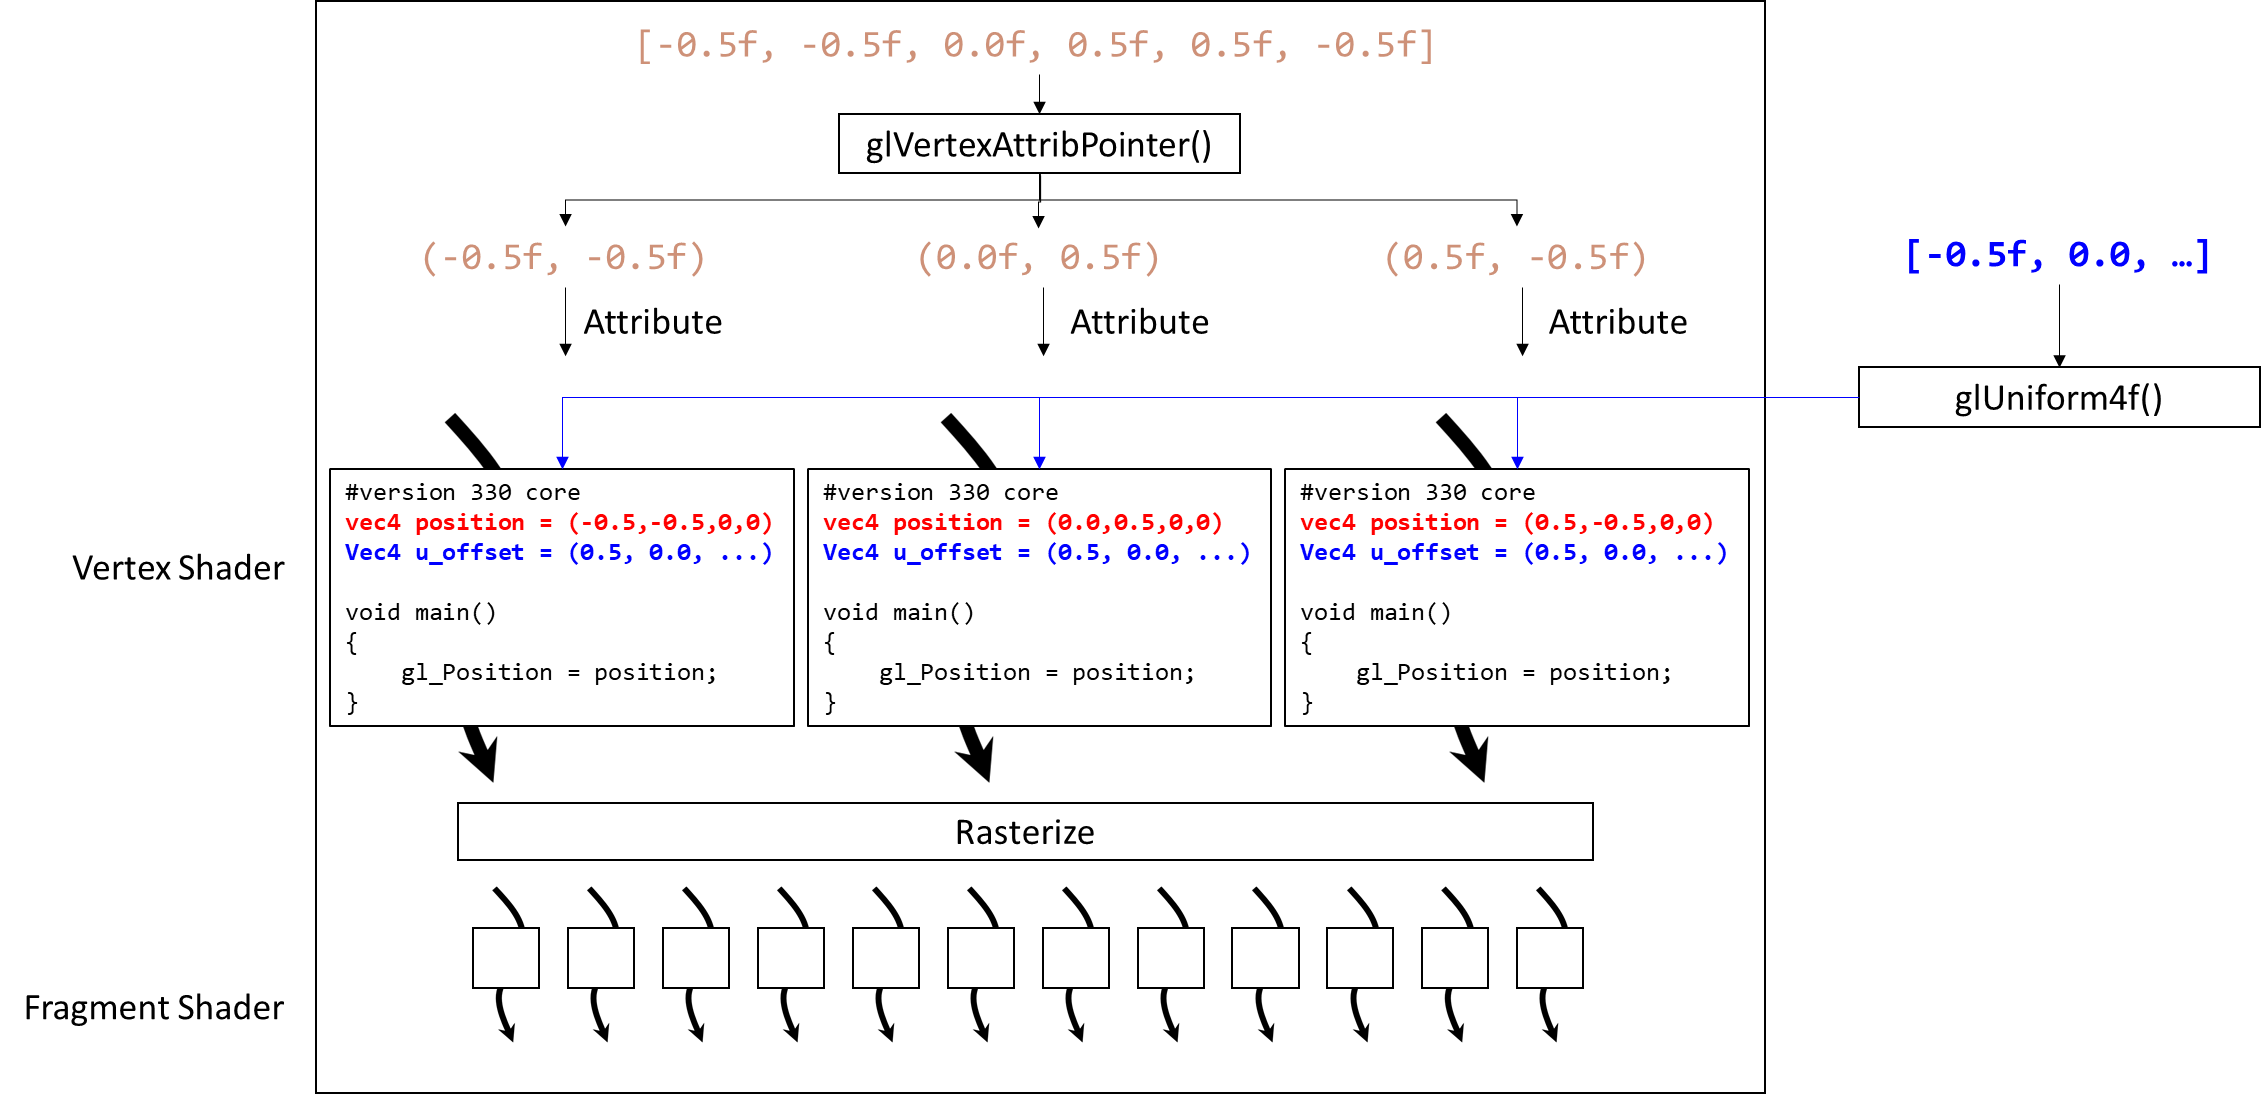 [-0.5f, -0.5f, 0.0f, 0.5f, 0.5f, -0.5f]
glVertexAttribPointer()
(-0.5f, -0.5f)
(0.0f, 0.5f)
(0.5f, -0.5f)
[-0.5f, 0.0, …]
Attribute
Attribute
Attribute
glUniform4f()
Vertex Shader
#version 330 core
vec4 position = (-0.5,-0.5,0,0)
Vec4 u_offset = (0.5, 0.0, ...)
void main()
{
    gl_Position = position;
}
#version 330 core
vec4 position = (0.0,0.5,0,0)
Vec4 u_offset = (0.5, 0.0, ...)
void main()
{
    gl_Position = position;
}
#version 330 core
vec4 position = (0.5,-0.5,0,0)
Vec4 u_offset = (0.5, 0.0, ...)
void main()
{
    gl_Position = position;
}
Rasterize
Fragment Shader